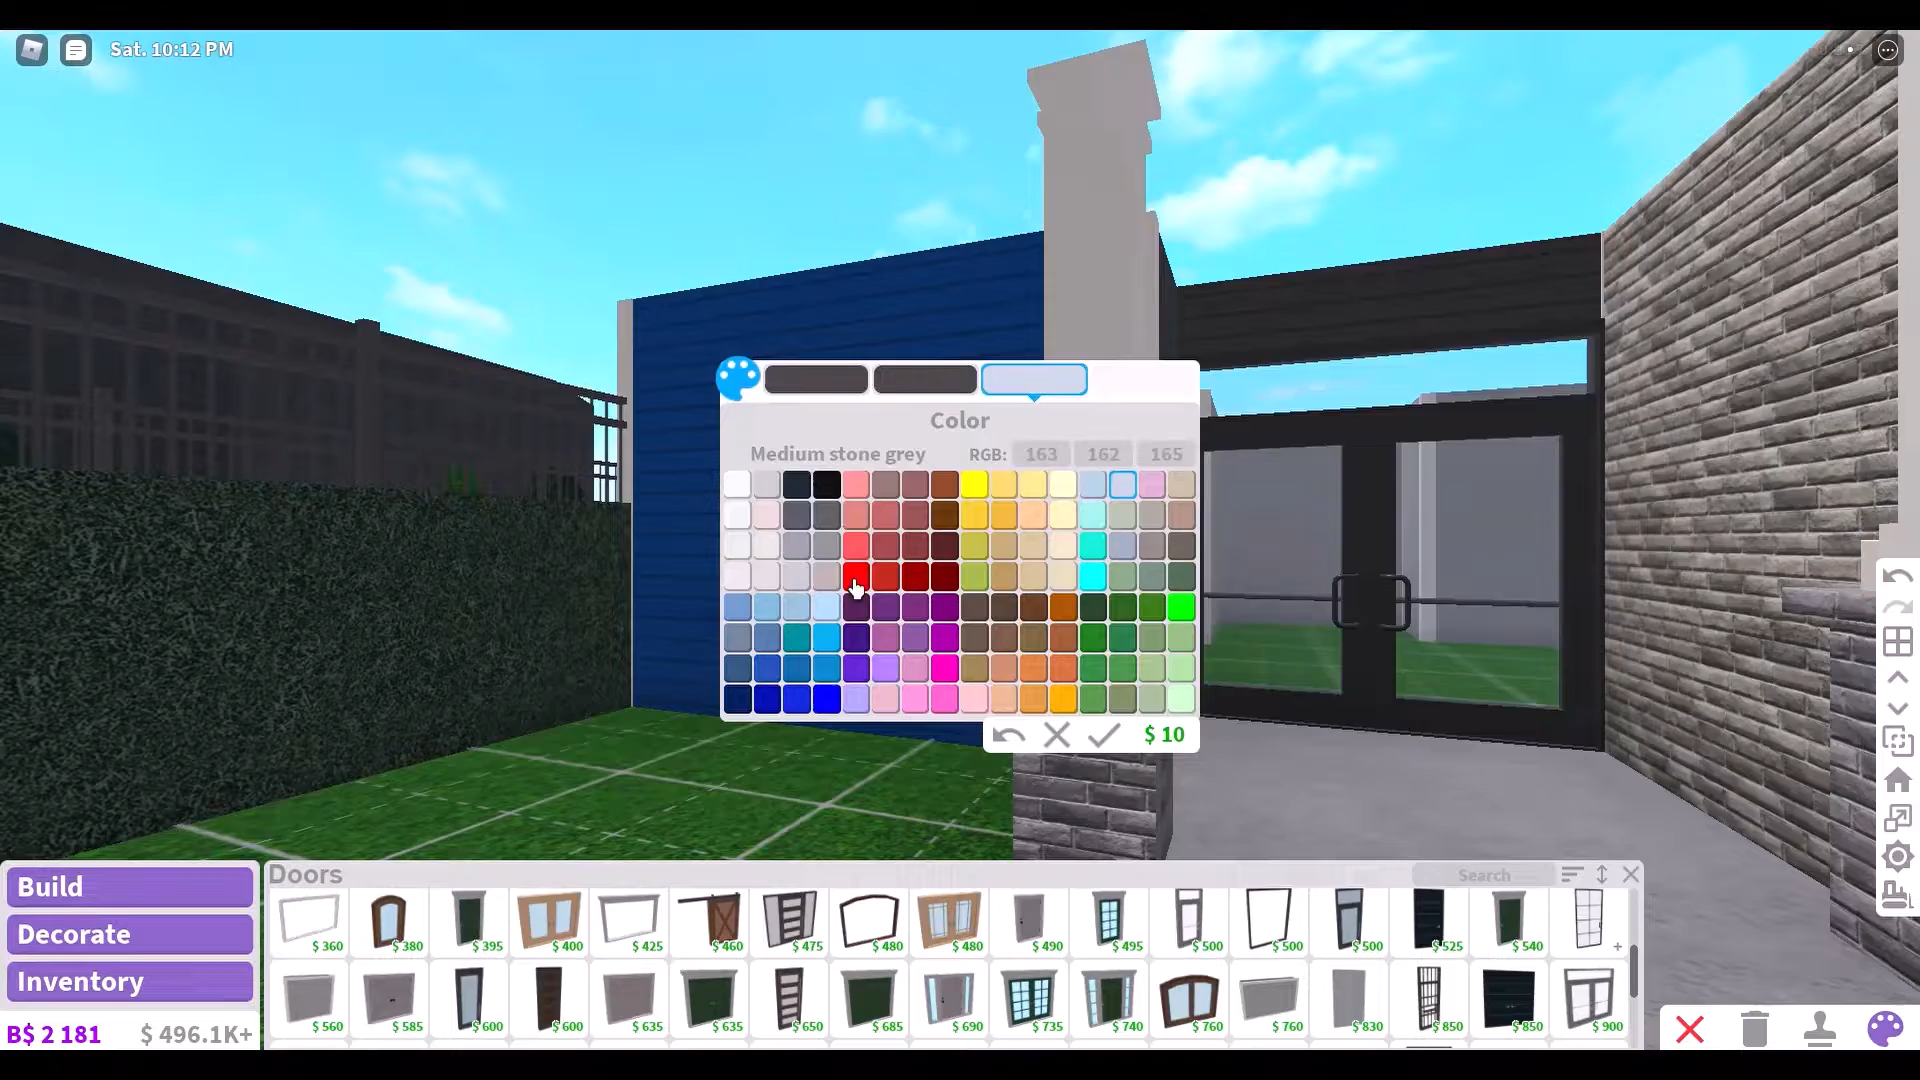 Sat. 10:12 PM
Color
Medium stone grey RGB: 163 162 165
$ 10
Build
Decorate
Inventory
B$ 2 181 $ 496.1K+
Doors Search
$ 360 $ 380 $ 395 $ 400 $ 425 $ 460 $ 475 $ 480 $ 480 $ 490 $ 495 $ 500 $ 500 $ 500 $ 525 $ 540 +
$ 560 $ 585 $ 600 $ 600 $ 635 $ 635 $ 650 $ 685 $ 690 $ 735 $ 740 $ 760 $ 760 $ 830 $ 850 $ 850 $ 900